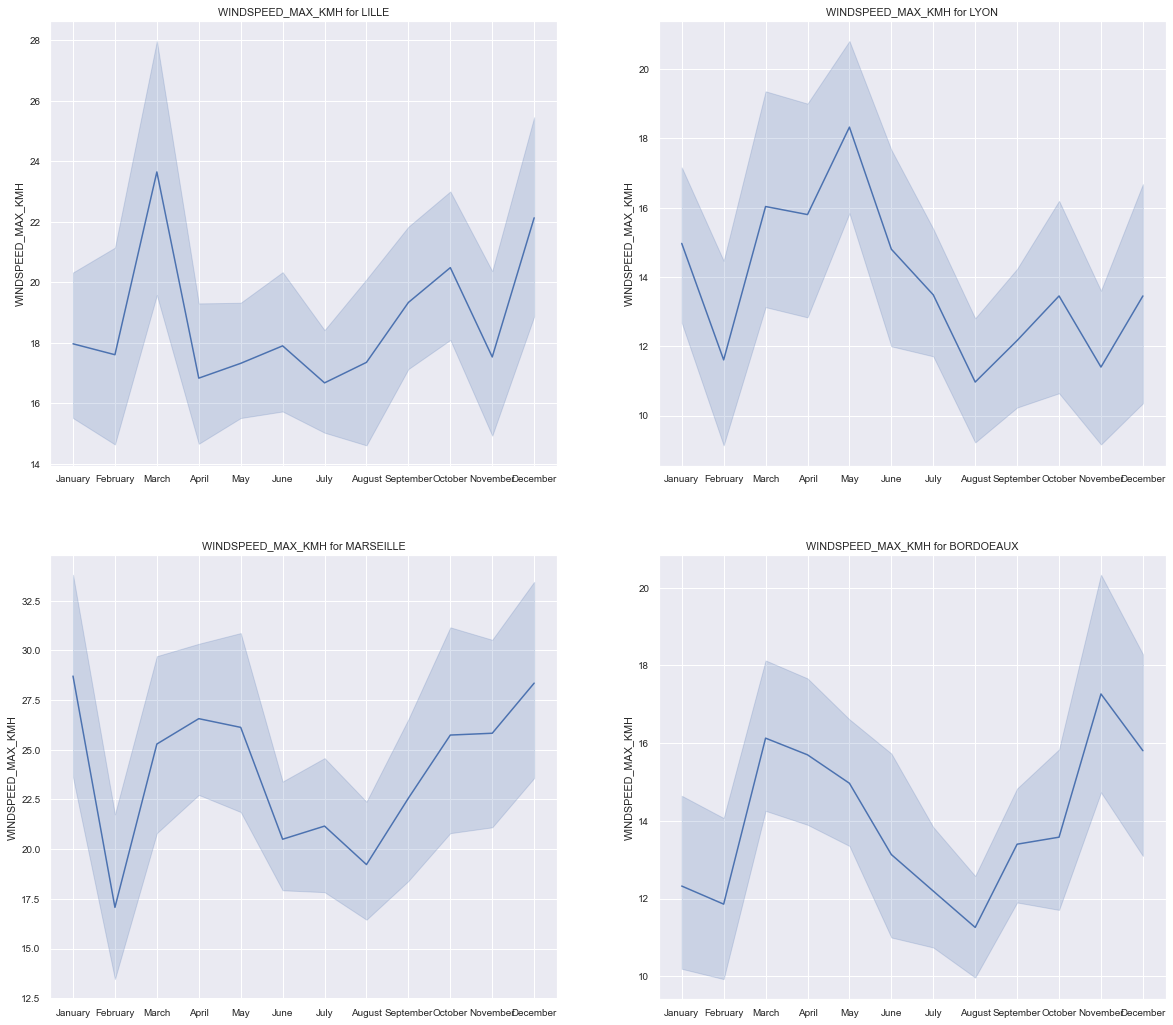 WINDSPEED_MAX_KMH for LILLE
WINDSPEED_MAX_KMH
28
26
24
22
20
18
16
14
January February March April May June July August September October November December
WINDSPEED_MAX_KMH for LYON
WINDSPEED_MAX_KMH
20
18
16
14
12
10
January February March April May June July August September October November December
WINDSPEED_MAX_KMH for MARSEILLE
WINDSPEED_MAX_KMH
32.5
30.0
27.5
25.0
22.5
20.0
17.5
15.0
12.5
January February March April May June July August September October November December
WINDSPEED_MAX_KMH for BORDOEAUX
WINDSPEED_MAX_KMH
20
18
16
14
12
10
January February March April May June July August September October November December